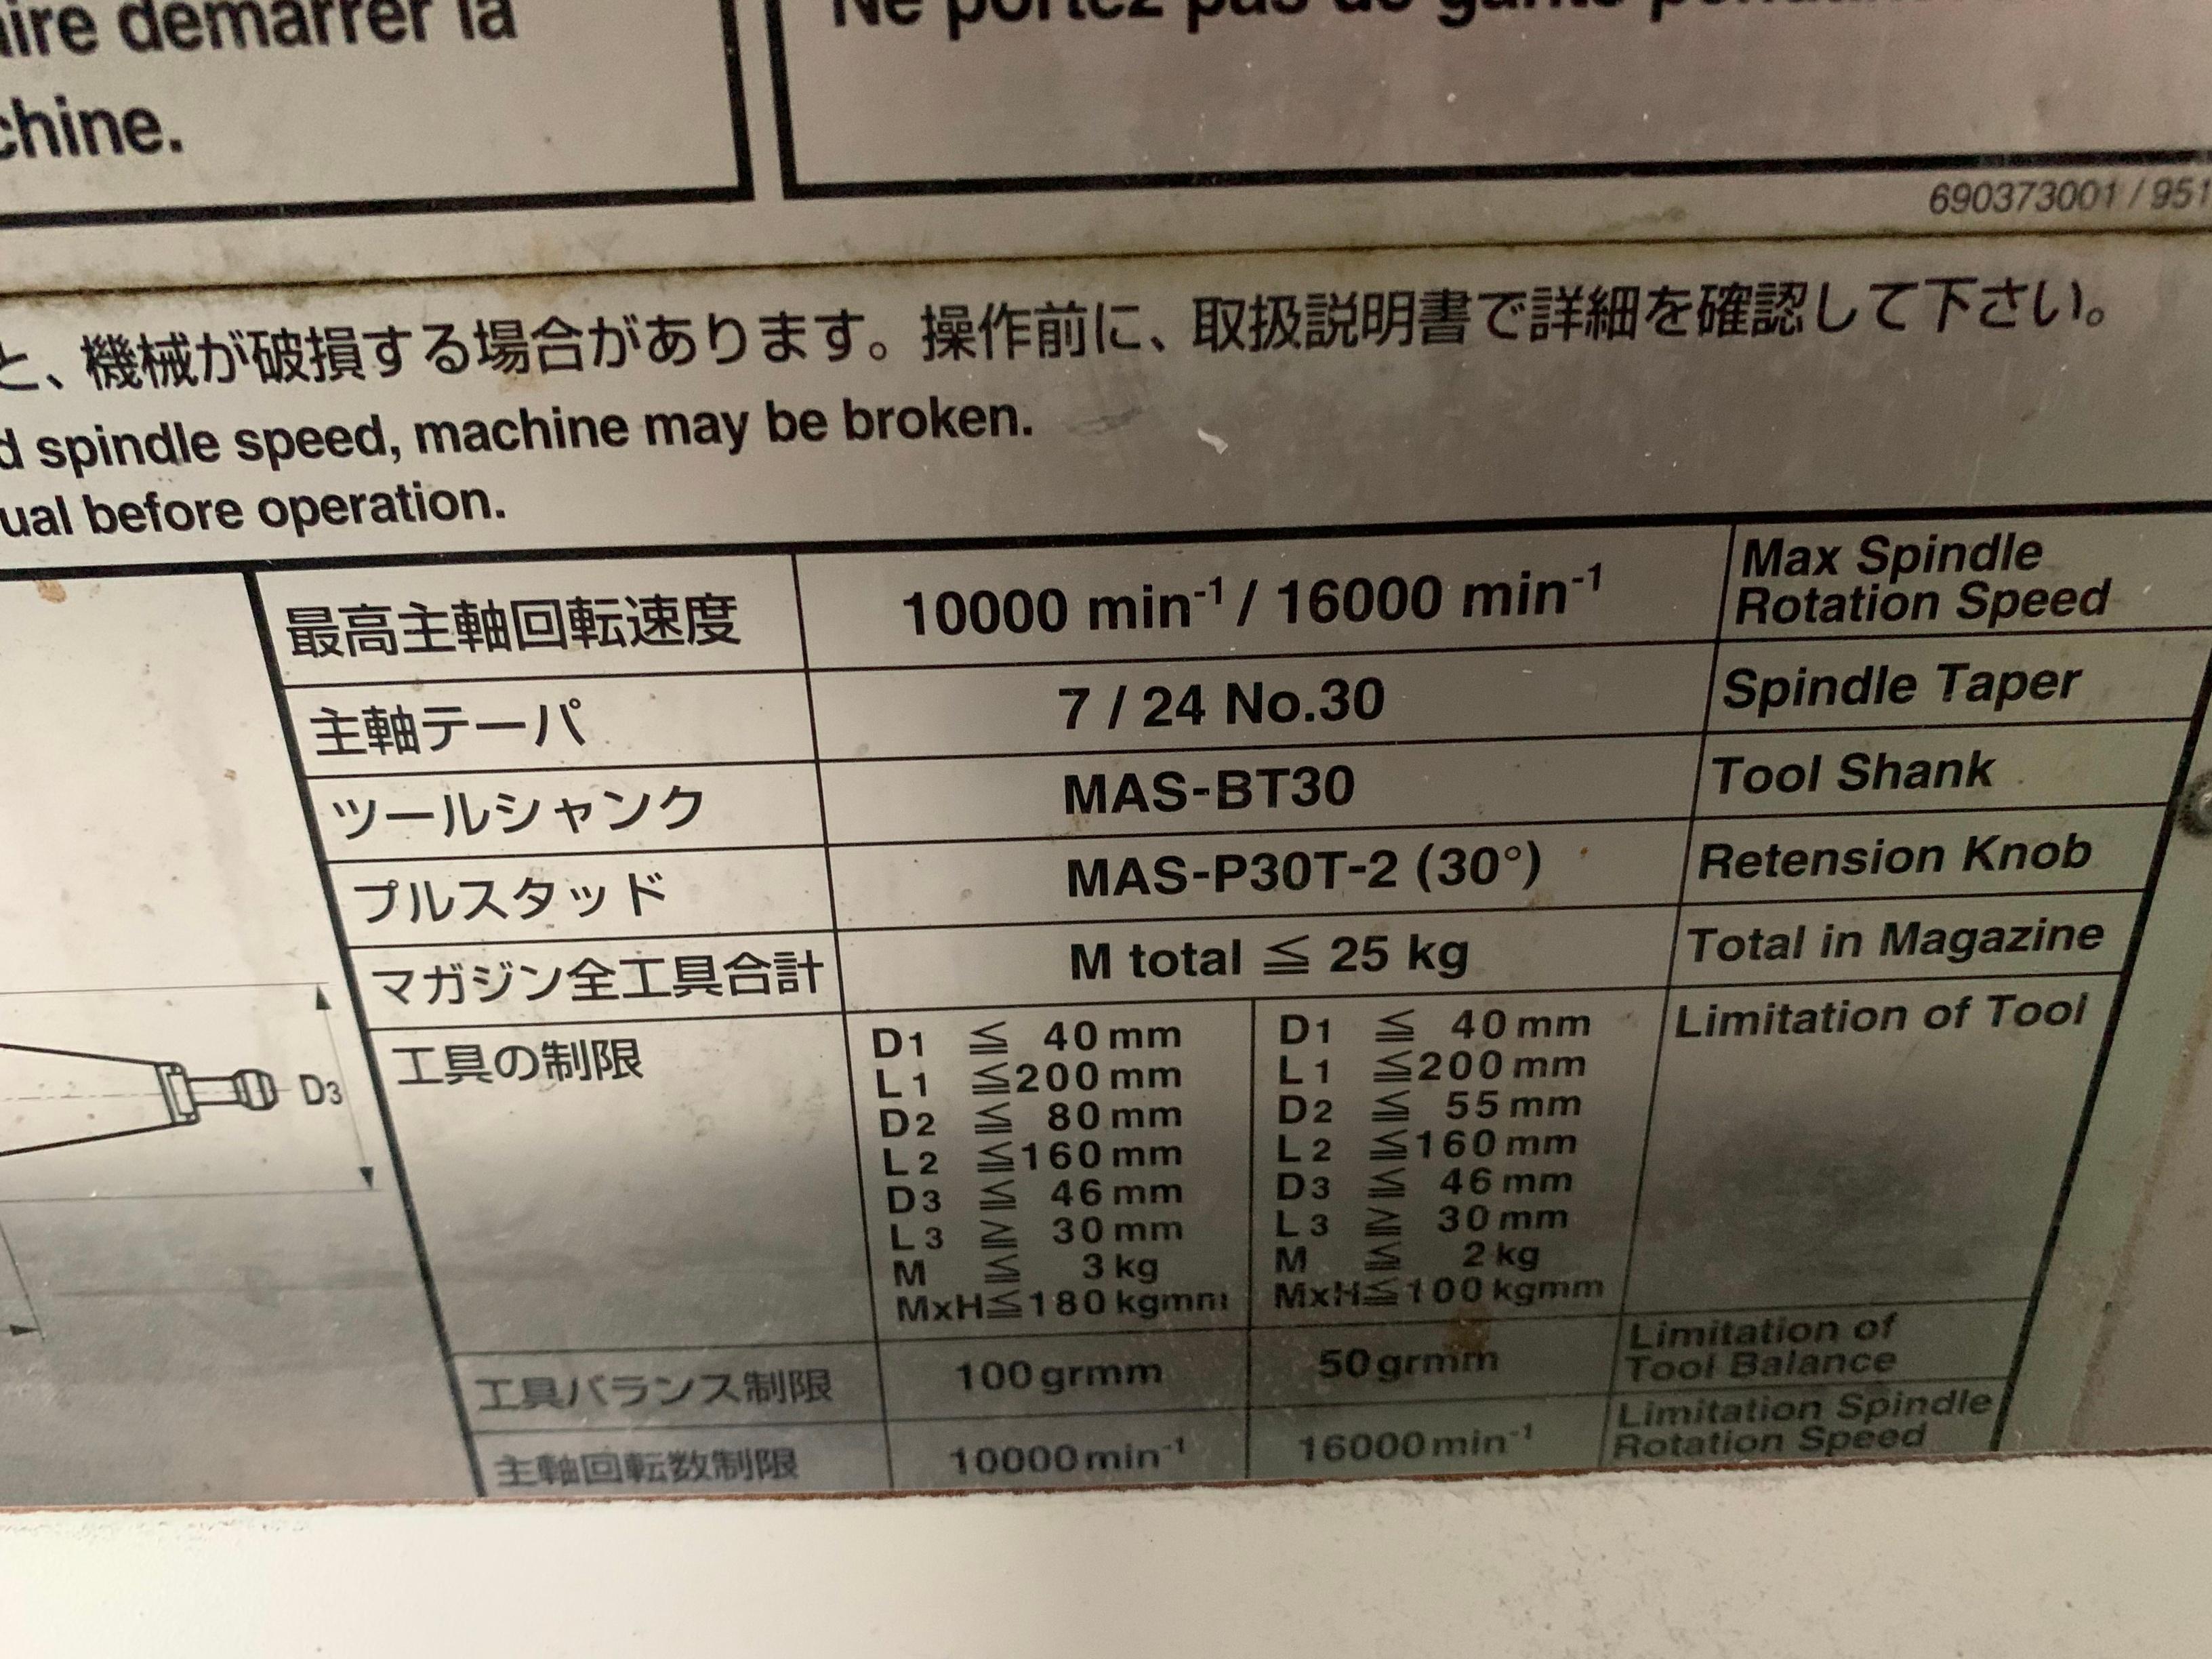 démarrer la
Ne portez pas de gants
chine.
690373001 / 951
と、機械が破損する場合があります。操作前に、取扱説明書で詳細を確認して下さい。
d spindle speed, machine may be broken.
ual before operation.
最高主軸回転速度 10000 min⁻¹ / 16000 min⁻¹ Max Spindle
Rotation Speed
主軸テーパ 7 / 24 No.30 Spindle Taper
ツールシャンク MAS-BT30 Tool Shank
プルスタッド MAS-P30T-2 (30°) Retension Knob
マガジン全工具合計 M total ≦ 25 kg Total in Magazine
工具の制限 D1 ≦ 40 mm D1 ≦ 40 mm Limitation of Tool
L1 ≦200 mm L1 ≦200 mm
D2 ≦ 80 mm D2 ≦ 55 mm
L2 ≦160 mm L2 ≦160 mm
D3 ≦ 46 mm D3 ≦ 46 mm
L3 ≧ 30 mm L3 ≧ 30 mm
M ≦ 3 kg M ≦ 2 kg
MxH≦180 kgmm MxH≦100 kgmm
D3
工具バランス制限 100grmm 50grmm Limitation of
Tool Balance
主軸回転数制限 10000min⁻¹ 16000min⁻¹ Limitation Spindle
Rotation Speed